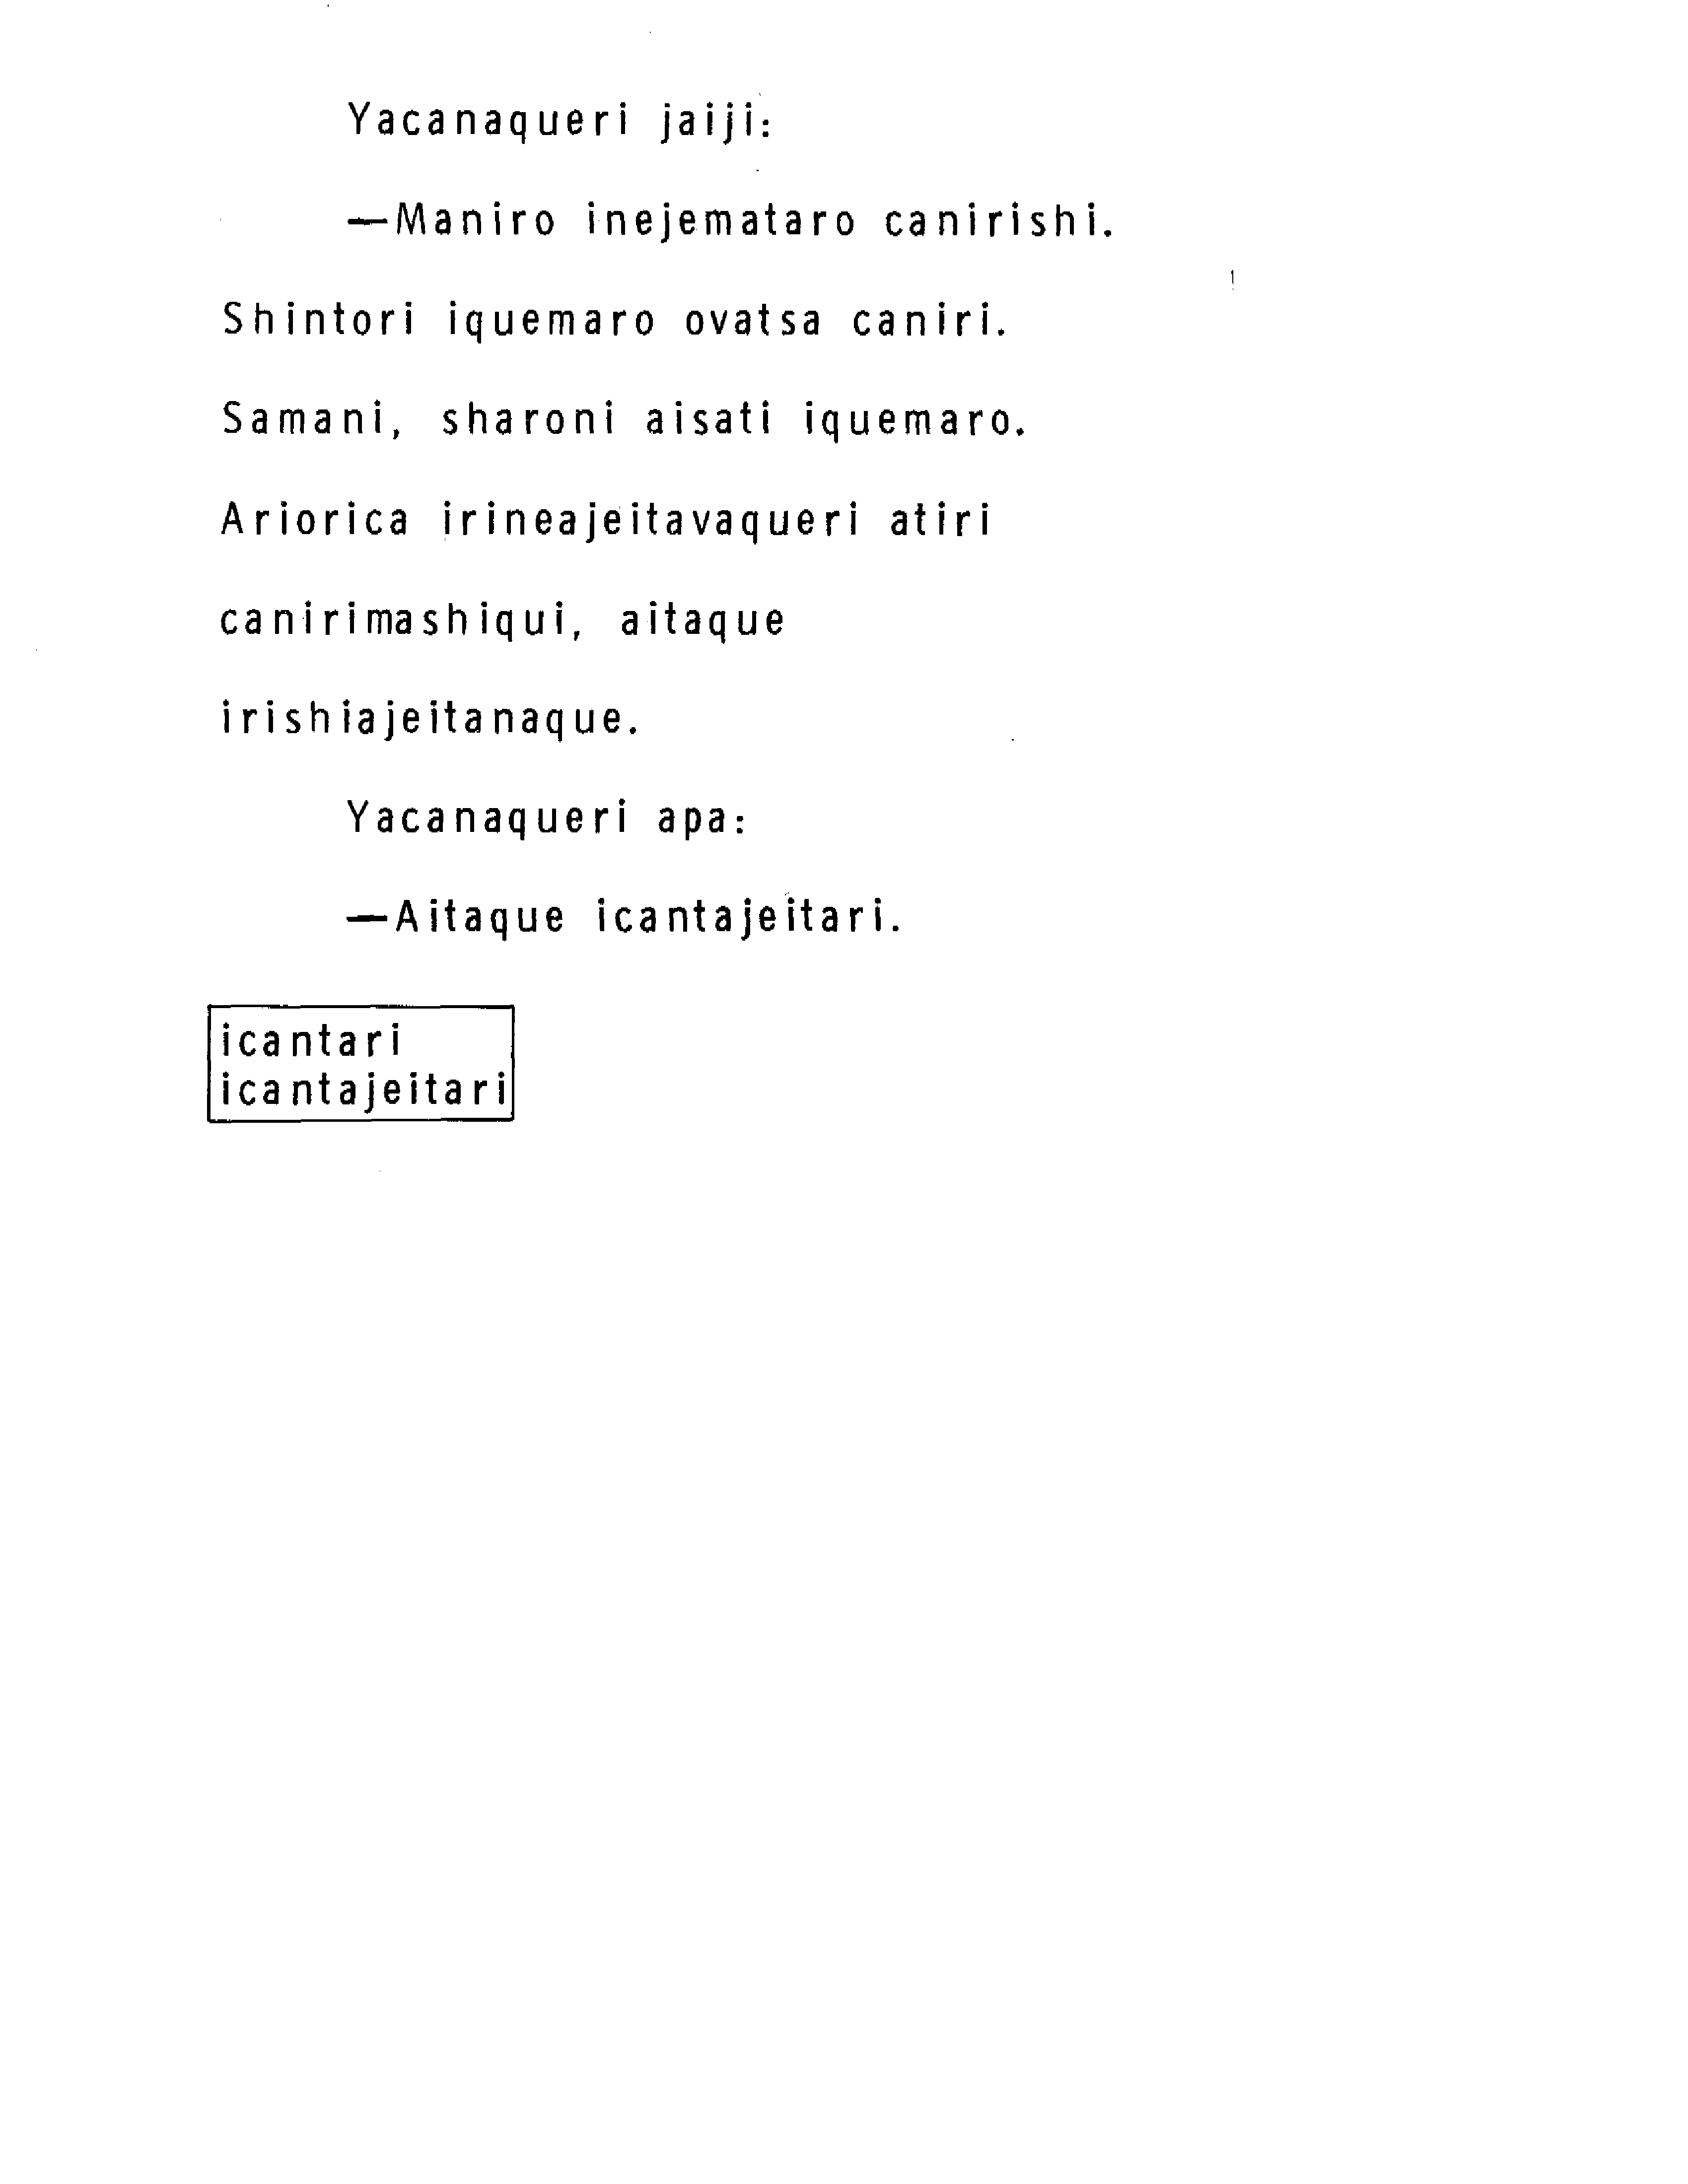 Yacanaqueri jaiji:
—Maniro inejemataro canirishi.
Shintori iquemaro ovatsa caniri.
Samani, sharoni aisati iquemaro.
Ariorica irineajeitavaqueri atiri
canirimashiqui, aitaque
irishiajeitanaque.
Yacanaqueri apa:
—Aitaque icantajeitari.
icantari
icantajeitari